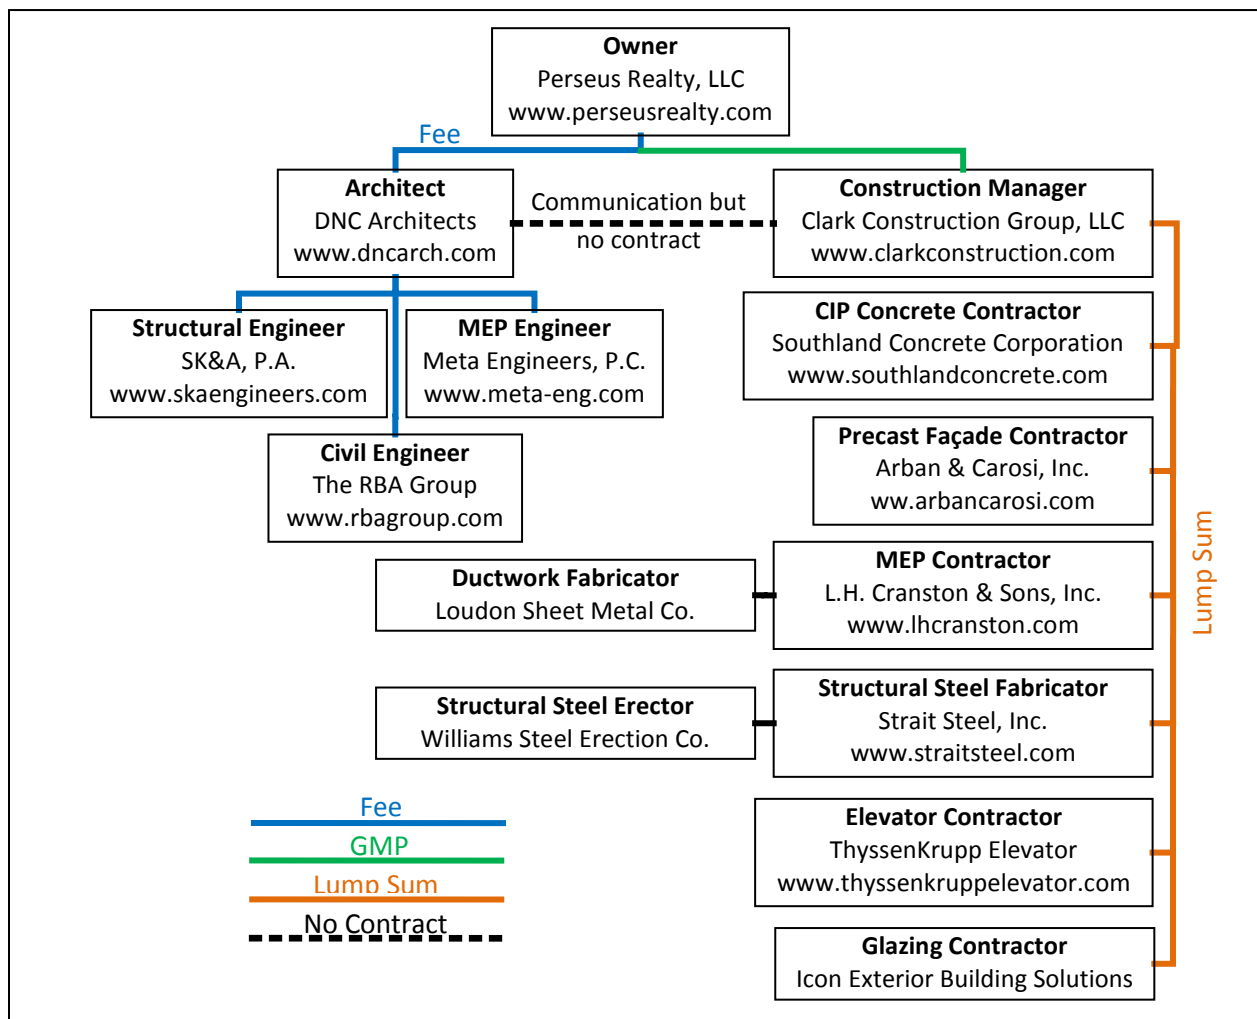 Owner
Perseus Realty, LLC
www.perseusrealty.com
Fee
Architect
DNC Architects
www.dncarch.com
Communication but
no contract
Construction Manager
Clark Construction Group, LLC
www.clarkconstruction.com
Structural Engineer
SK&A, P.A.
www.skaengineers.com
MEP Engineer
Meta Engineers, P.C.
www.meta-eng.com
Civil Engineer
The RBA Group
www.rbagroup.com
CIP Concrete Contractor
Southland Concrete Corporation
www.southlandconcrete.com
Precast Façade Contractor
Arban & Carosi, Inc.
ww.arbancarosi.com
Lump Sum
Ductwork Fabricator
Loudon Sheet Metal Co.
MEP Contractor
L.H. Cranston & Sons, Inc.
www.lhcranston.com
Structural Steel Erector
Williams Steel Erection Co.
Structural Steel Fabricator
Strait Steel, Inc.
www.straitsteel.com
Elevator Contractor
ThyssenKrupp Elevator
www.thyssenkruppelevator.com
Glazing Contractor
Icon Exterior Building Solutions
Fee
GMP
Lump Sum
No Contract